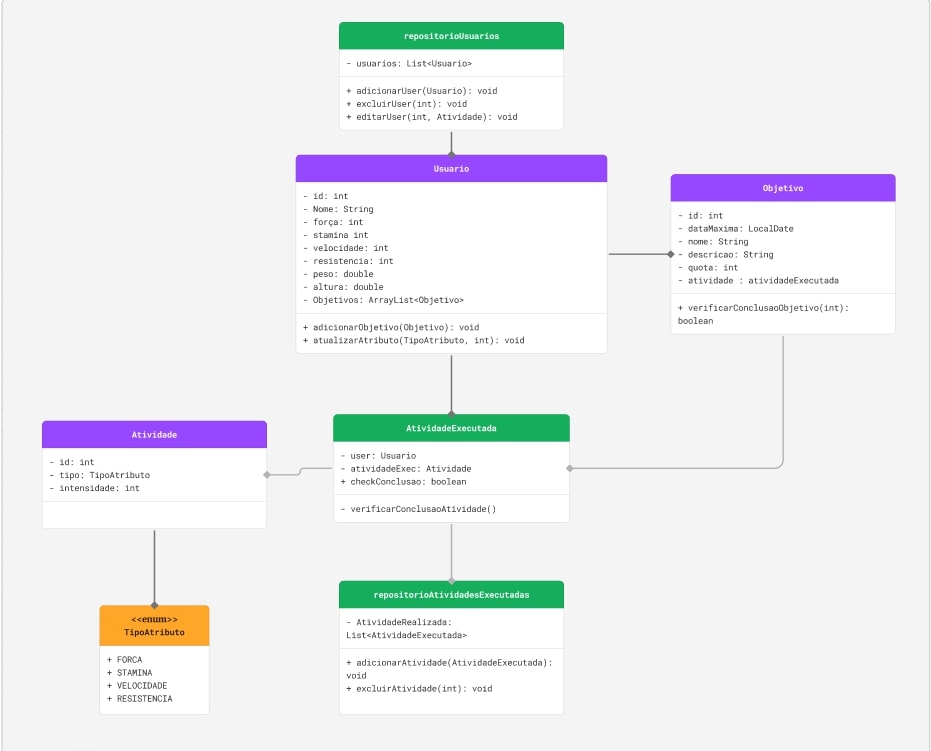 repositorioUsuarios
- usuarios: List<Usuario>
+ adicionarUser(Usuario): void
+ excluirUser(int): void
+ editarUser(int, Atividade): void
Usuario
- id: int
- Nome: String
- força: int
- stamina int
- velocidade: int
- resistencia: int
- peso: double
- altura: double
- Objetivos: ArrayList<Objetivo>
+ adicionarObjetivo(Objetivo): void
+ atualizarAtributo(TipoAtributo, int): void
Objetivo
- id: int
- dataMaxima: LocalDate
- nome: String
- descricao: String
- quota: int
- atividade : atividadeExecutada
+ verificarConclusaoObjetivo(int):
boolean
Atividade
- id: int
- tipo: TipoAtributo
- intensidade: int
AtividadeExecutada
- user: Usuario
- atividadeExec: Atividade
+ checkConclusao: boolean
- verificarConclusaoAtividade()
<<enum>>
TipoAtributo
+ FORCA
+ STAMINA
+ VELOCIDADE
+ RESISTENCIA
repositorioAtividadesExecutadas
- AtividadeRealizada:
List<AtividadeExecutada>
+ adicionarAtividade(AtividadeExecutada):
void
+ excluirAtividade(int): void